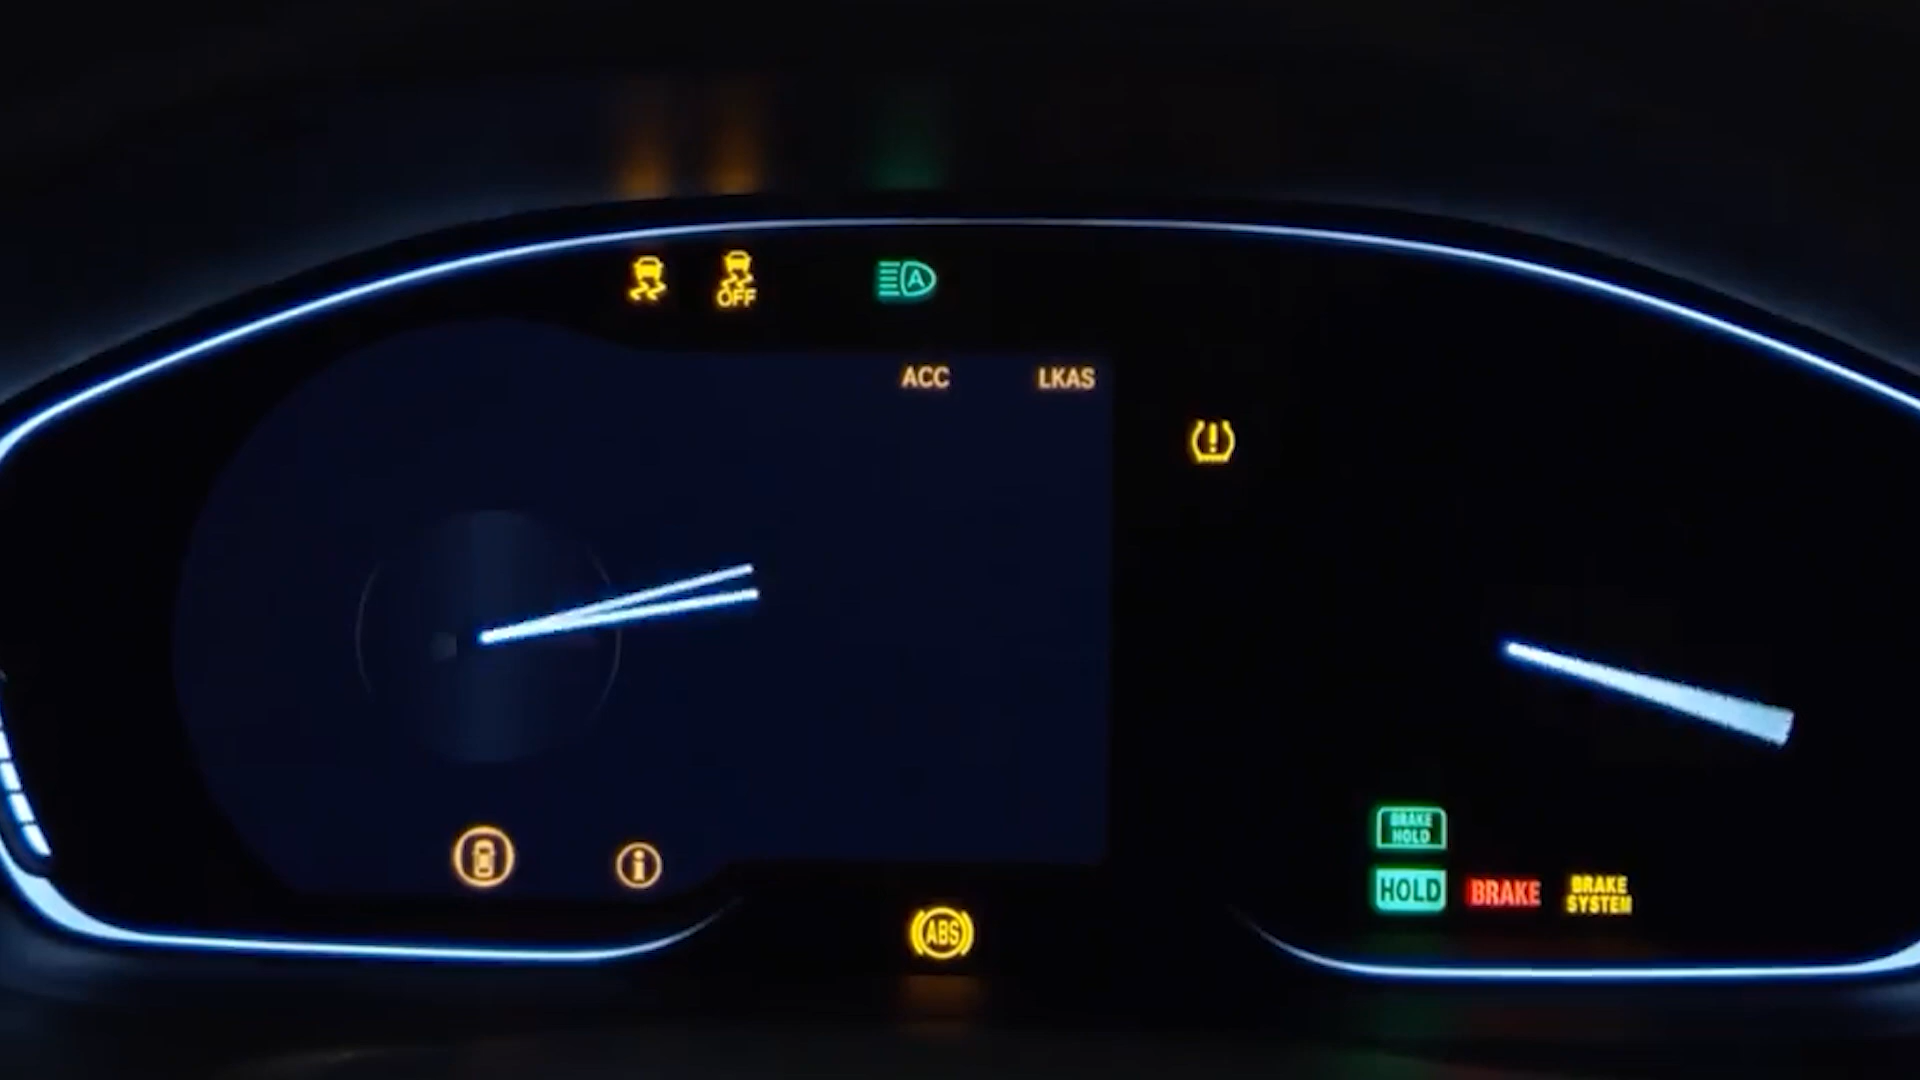 OFF
A
ACC
LKAS
BRAKE
HOLD
HOLD
BRAKE
BRAKE
SYSTEM
i
ABS